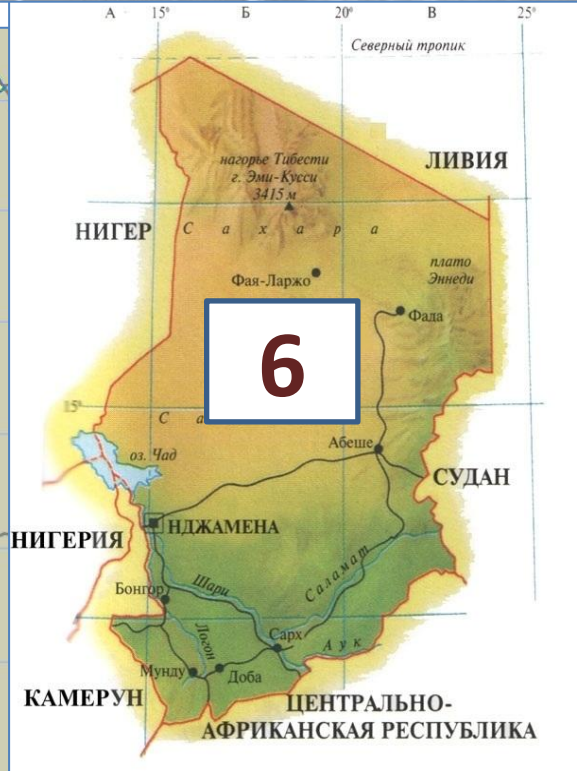 А 15° Б 20° В 25°
Северный тропик
нагорье Тибести
г. Эми-Кусси
3415 м
ЛИВИЯ
НИГЕР
С а х а р а
плато
Эннеди
Фая-Ларжо
Фада
6
15°
С а
Абеше
оз. Чад
СУДАН
НДЖАМЕНА
НИГЕРИЯ
Бонгор
Шари
Саламат
Логон
Сарх
Аук
Мунду
Доба
КАМЕРУН
ЦЕНТРАЛЬНО-
АФРИКАНСКАЯ РЕСПУБЛИКА